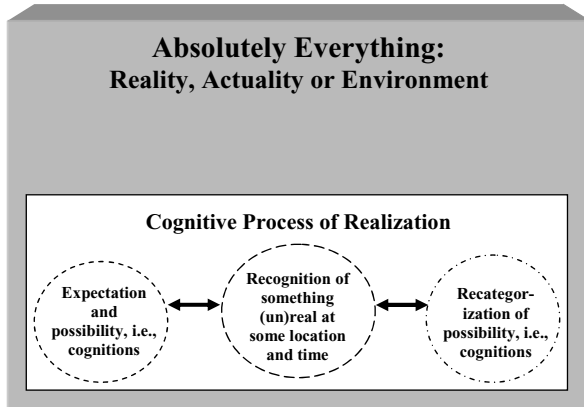 Absolutely Everything:
Reality, Actuality or Environment
Cognitive Process of Realization
Expectation
and
possibility, i.e.,
cognitions
Recognition of
something
(un)real at
some location
and time
Recategor-
ization of
possibility, i.e.,
cognitions